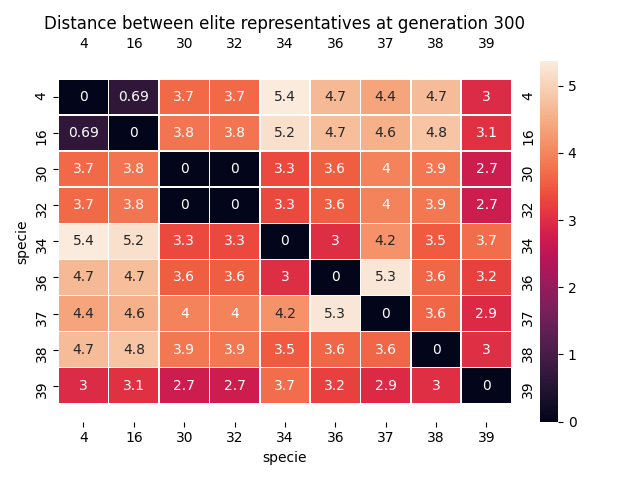 Distance between elite representatives at generation 300
4 16 30 32 34 36 37 38 39
4 0 0.69 3.7 3.7 5.4 4.7 4.4 4.7 3 4
16 0.69 0 3.8 3.8 5.2 4.7 4.6 4.8 3.1 16
30 3.7 3.8 0 0 3.3 3.6 4 3.9 2.7 30
32 3.7 3.8 0 0 3.3 3.6 4 3.9 2.7 32
34 5.4 5.2 3.3 3.3 0 3 4.2 3.5 3.7 34
36 4.7 4.7 3.6 3.6 3 0 5.3 3.6 3.2 36
37 4.4 4.6 4 4 4.2 5.3 0 3.6 2.9 37
38 4.7 4.8 3.9 3.9 3.5 3.6 3.6 0 3 38
39 3 3.1 2.7 2.7 3.7 3.2 2.9 3 0 39
4 16 30 32 34 36 37 38 39
specie
specie
5
4
3
2
1
0